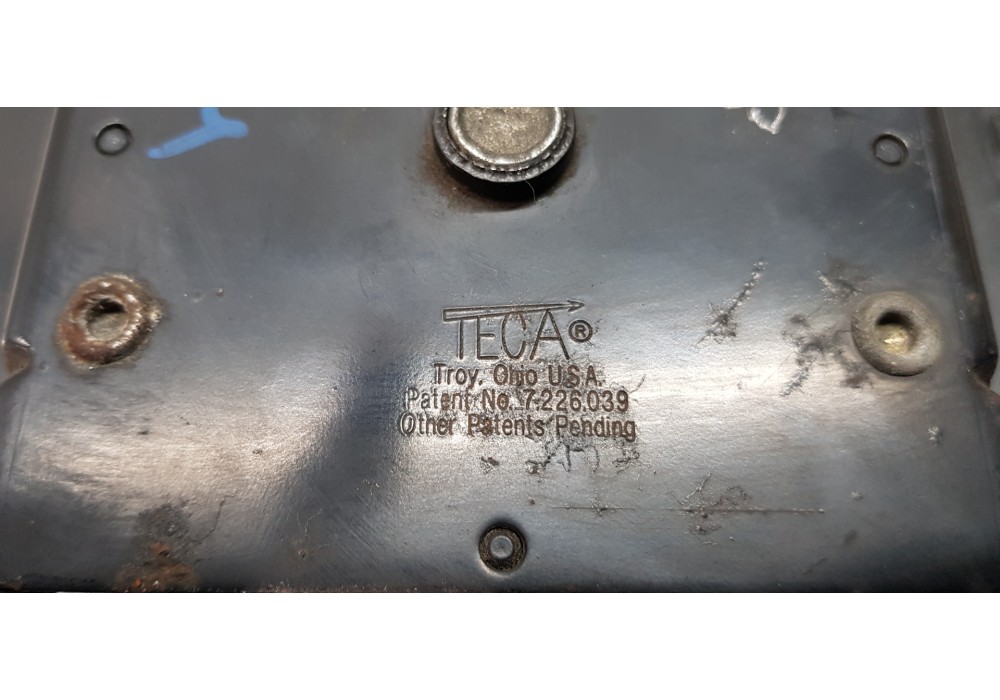 TECA®
Troy, Ohio U.S.A.
Patent No. 7,226,039
Other Patents Pending